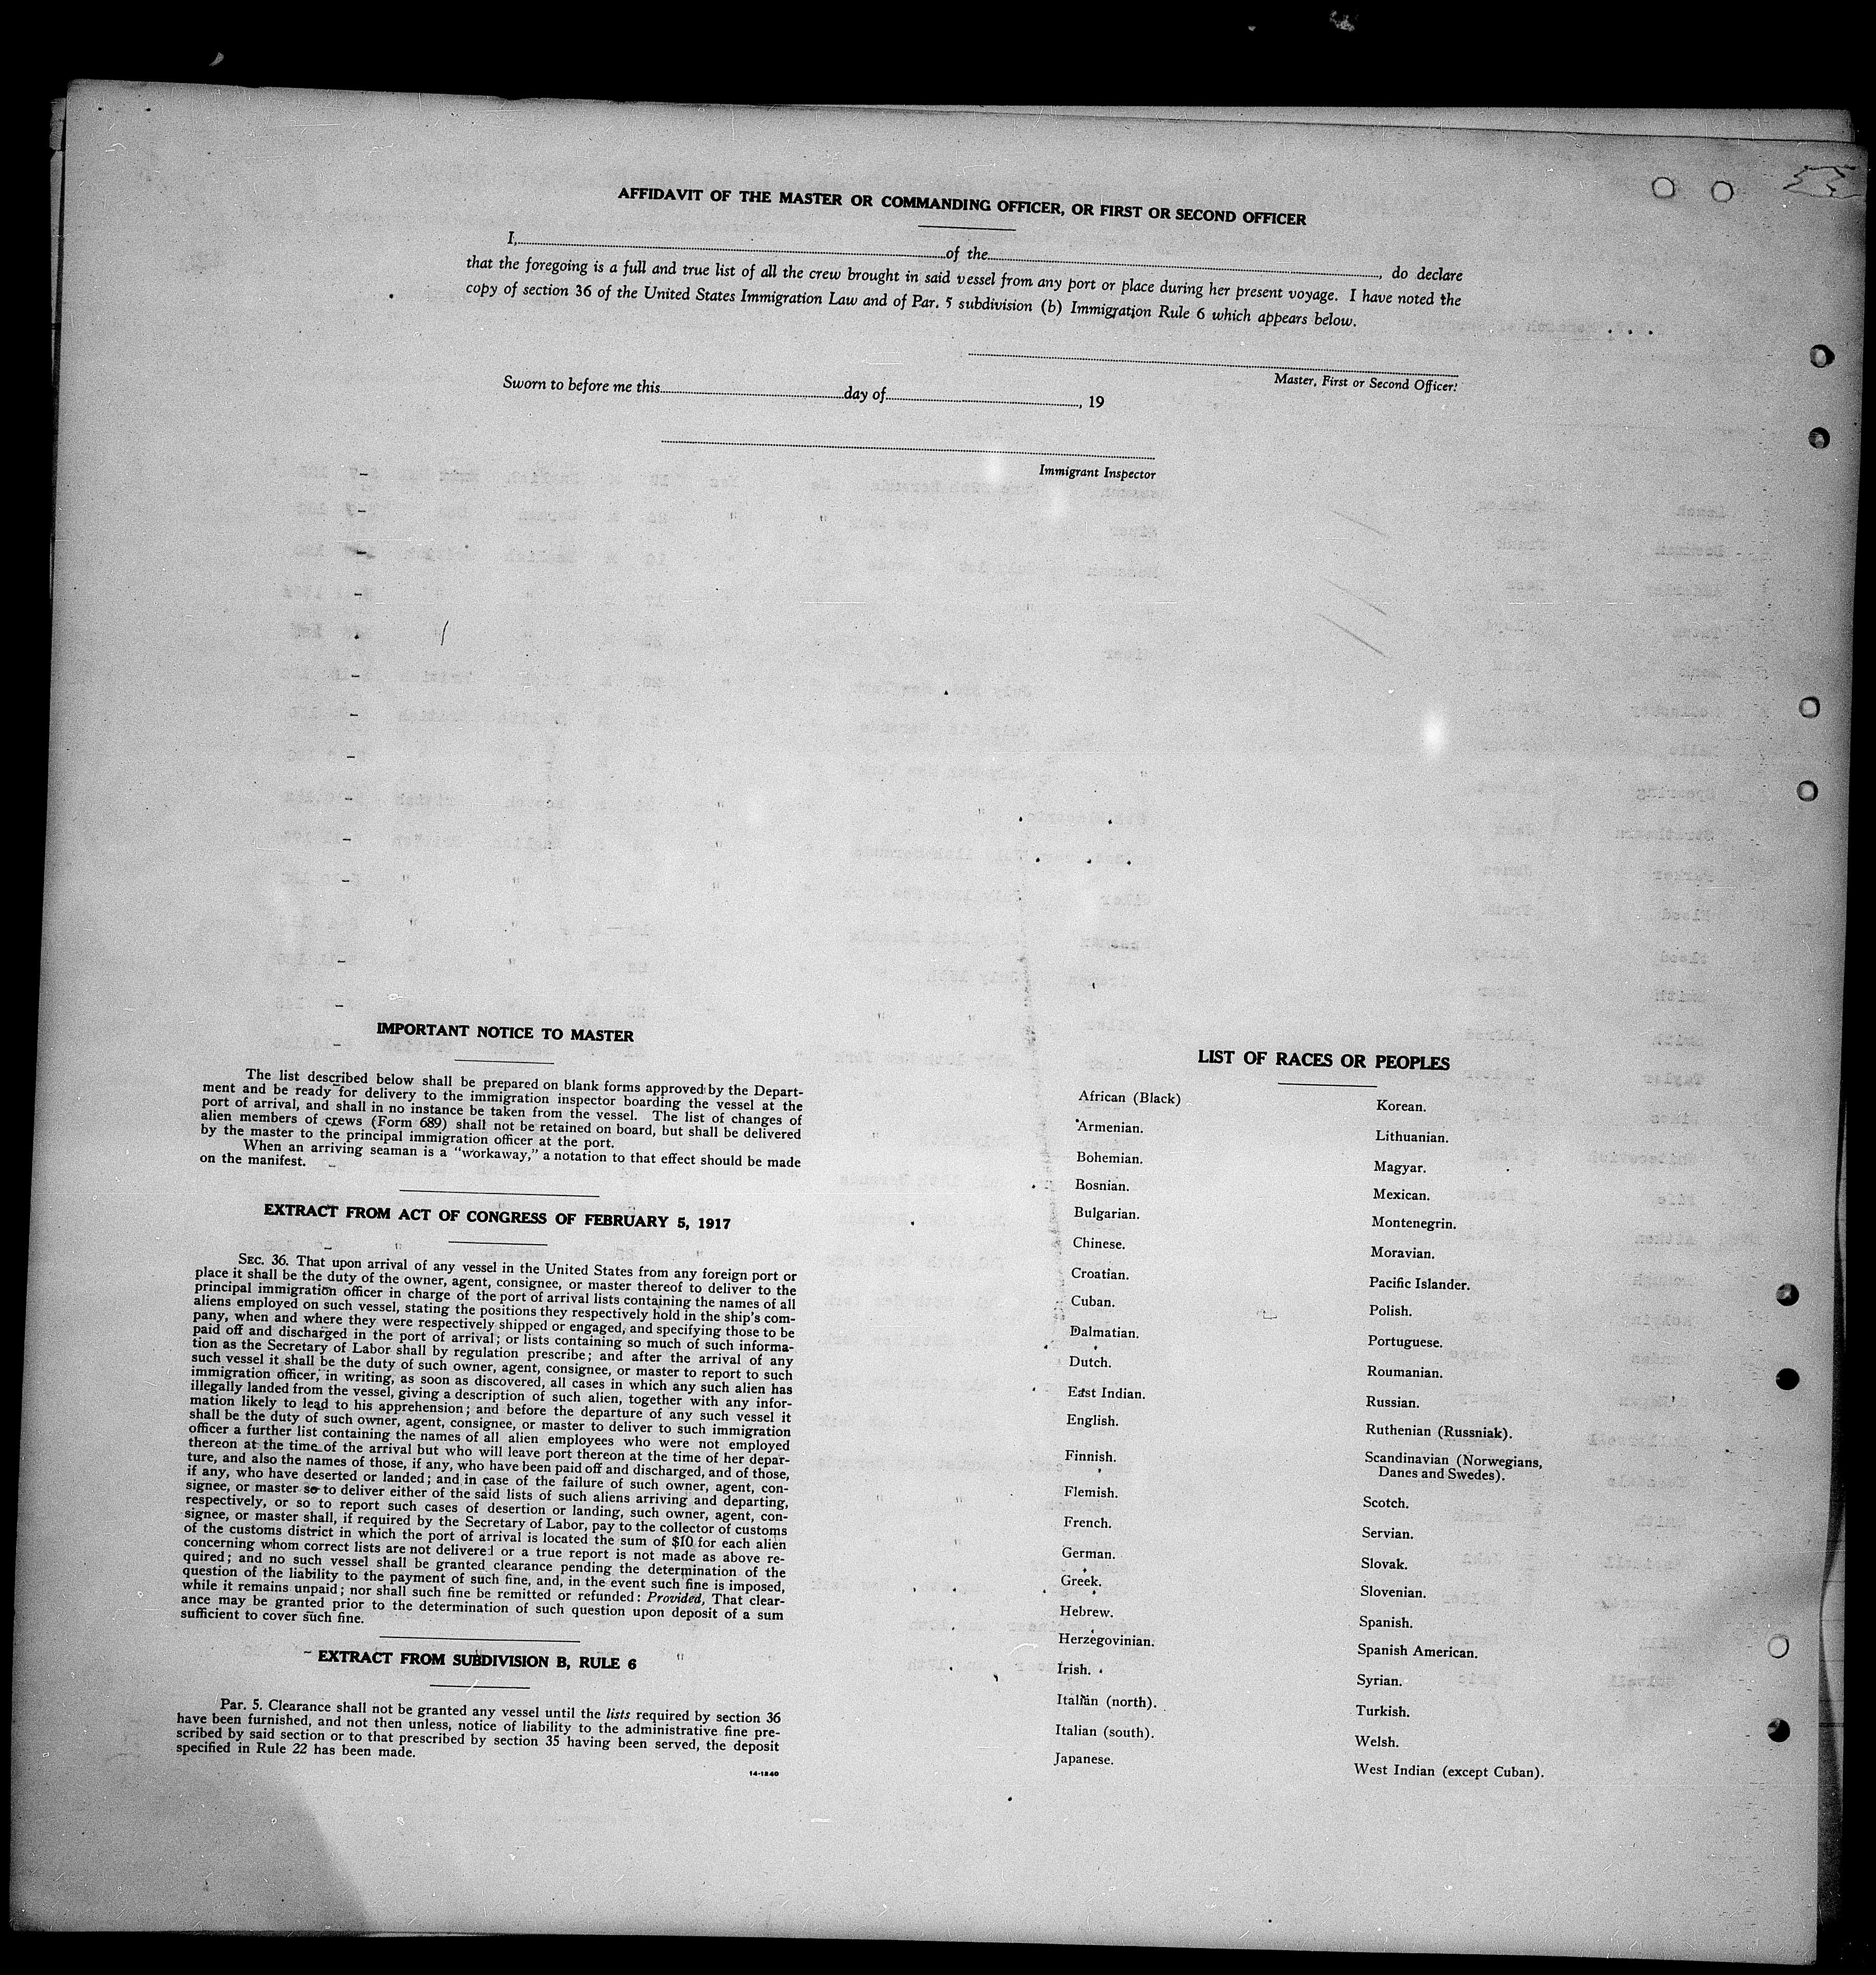 AFFIDAVIT OF THE MASTER OR COMMANDING OFFICER, OR FIRST OR SECOND OFFICER
I,..........of the.........., do declare
that the foregoing is a full and true list of all the crew brought in said vessel from any port or place during her present voyage. I have noted the
copy of section 36 of the United States Immigration Law and of Par. 5 subdivision (b) Immigration Rule 6 which appears below.
Master, First or Second Officer.
Sworn to before me this..........day of.........., 19
Immigrant Inspector
IMPORTANT NOTICE TO MASTER
The list described below shall be prepared on blank forms approved by the Depart-
ment and be ready for delivery to the immigration inspector boarding the vessel at the
port of arrival, and shall in no instance be taken from the vessel. The list of changes of
alien members of crews (Form 689) shall not be retained on board, but shall be delivered
by the master to the principal immigration officer at the port.
When an arriving seaman is a "workaway," a notation to that effect should be made
on the manifest.
EXTRACT FROM ACT OF CONGRESS OF FEBRUARY 5, 1917
SEC. 36. That upon arrival of any vessel in the United States from any foreign port or
place it shall be the duty of the owner, agent, consignee, or master thereof to deliver to the
principal immigration officer in charge of the port of arrival lists containing the names of all
aliens employed on such vessel, stating the positions they respectively hold in the ship's com-
pany, when and where they were respectively shipped or engaged, and specifying those to be
paid off and discharged in the port of arrival; or lists containing so much of such informa-
tion as the Secretary of Labor shall by regulation prescribe; and after the arrival of any
such vessel it shall be the duty of such owner, agent, consignee, or master to report to such
immigration officer, in writing, as soon as discovered, all cases in which any such alien has
illegally landed from the vessel, giving a description of such alien, together with any infor-
mation likely to lead to his apprehension; and before the departure of any such vessel it
shall be the duty of such owner, agent, consignee, or master to deliver to such immigration
officer a further list containing the names of all alien employees who were not employed
thereon at the time of the arrival but who will leave port thereon at the time of her depar-
ture, and also the names of those, if any, who have been paid off and discharged, and of those,
if any, who have deserted or landed; and in case of the failure of such owner, agent, con-
signee, or master so to deliver either of the said lists of such aliens arriving and departing,
respectively, or so to report such cases of desertion or landing, such owner, agent, con-
signee, or master shall, if required by the Secretary of Labor, pay to the collector of customs
of the customs district in which the port of arrival is located the sum of $10 for each alien
concerning whom correct lists are not delivered or a true report is not made as above re-
quired; and no such vessel shall be granted clearance pending the determination of the
question of the liability to the payment of such fine, and, in the event such fine is imposed,
while it remains unpaid; nor shall such fine be remitted or refunded: Provided, That clear-
ance may be granted prior to the determination of such question upon deposit of a sum
sufficient to cover such fine.
EXTRACT FROM SUBDIVISION B, RULE 6
Par. 5. Clearance shall not be granted any vessel until the lists required by section 36
have been furnished, and not then unless, notice of liability to the administrative fine pre-
scribed by said section or to that prescribed by section 35 having been served, the deposit
specified in Rule 22 has been made.
14-1240
LIST OF RACES OR PEOPLES
African (Black)
Armenian.
Bohemian.
Bosnian.
Bulgarian.
Chinese.
Croatian.
Cuban.
Dalmatian.
Dutch.
East Indian.
English.
Finnish.
Flemish.
French.
German.
Greek.
Hebrew.
Herzegovinian.
Irish.
Italian (north).
Italian (south).
Japanese.
Korean.
Lithuanian.
Magyar.
Mexican.
Montenegrin.
Moravian.
Pacific Islander.
Polish.
Portuguese.
Roumanian.
Russian.
Ruthenian (Russniak).
Scandinavian (Norwegians,
Danes and Swedes).
Scotch.
Servian.
Slovak.
Slovenian.
Spanish.
Spanish American.
Syrian.
Turkish.
Welsh.
West Indian (except Cuban).